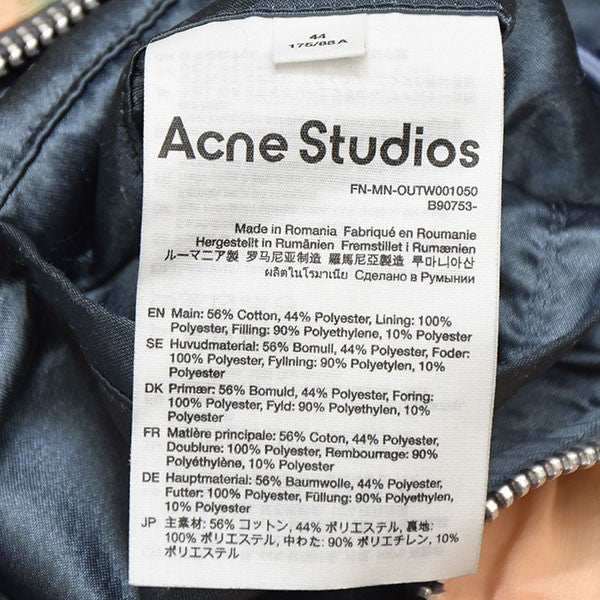 44
175/88A
Acne Studios
FN-MN-OUTW001050
B90753-
Made in Romania Fabriqué en Roumanie
Hergestellt in Rumänien Fremstillet i Rumænien
ルーマニア製 罗马尼亚制造 羅馬尼亞製造 루마니아산
ผลิตในโรมาเนีย Сделано в Румынии
EN Main: 56% Cotton, 44% Polyester, Lining: 100%
Polyester, Filling: 90% Polyethylene, 10%
Polyester
SE Huvudmaterial: 56% Bomull, 44% Polyester, Foder:
100% Polyester, Fyllning: 90% Polyetylen, 10%
Polyester
DK Primær: 56% Bomuld, 44% Polyester, Foring:
100% Polyester, Fyld: 90% Polyethylen, 10%
Polyester
FR Matière principale: 56% Coton, 44% Polyester,
Doublure: 100% Polyester, Rembourrage: 90%
Polyéthylène, 10% Polyester
DE Hauptmaterial: 56% Baumwolle, 44% Polyester,
Futter: 100% Polyester, Füllung: 90% Polyethylen,
10% Polyester
JP 主素材: 56% コットン, 44% ポリエステル, 裏地:
100% ポリエステル, 中わた: 90% ポリエチレン, 10%
ポリエステル